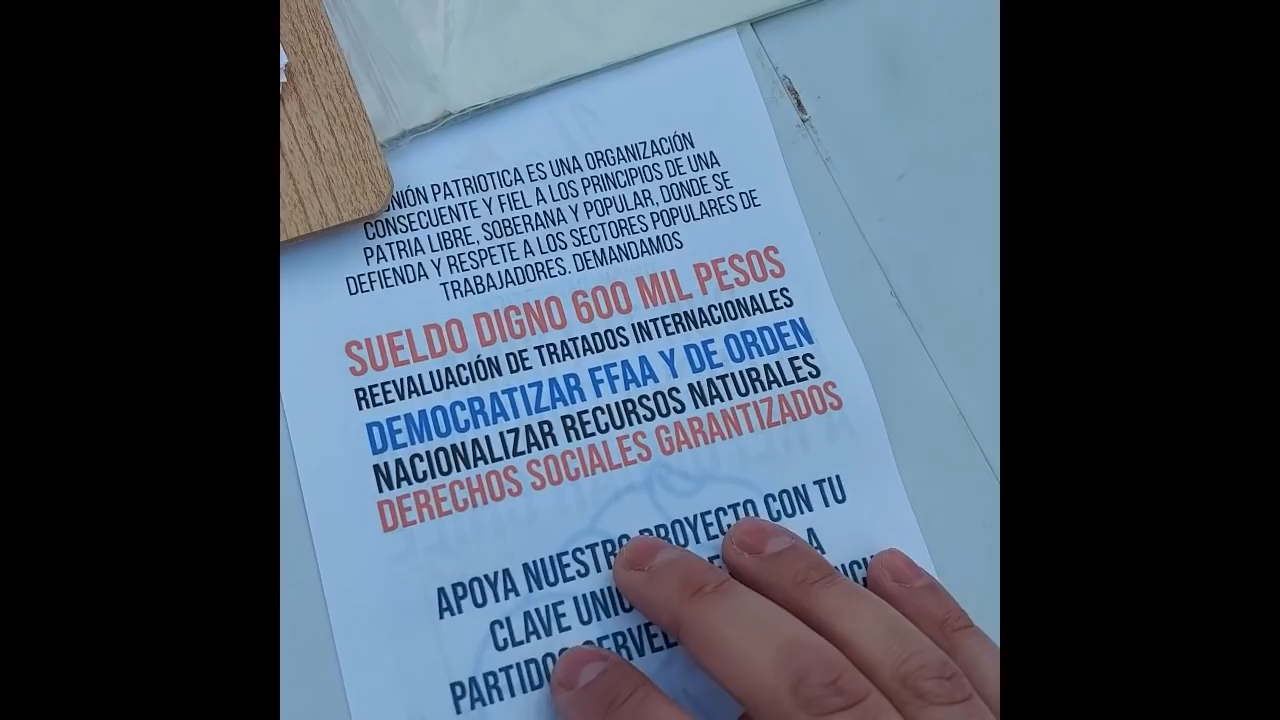 UNIÓN PATRIOTICA ES UNA ORGANIZACIÓN
CONSECUENTE Y FIEL A LOS PRINCIPIOS DE UNA
PATRIA LIBRE, SOBERANA Y POPULAR, DONDE SE
DEFIENDA Y RESPETE A LOS SECTORES POPULARES DE
TRABAJADORES. DEMANDAMOS
SUELDO DIGNO 600 MIL PESOS
REEVALUACIÓN DE TRATADOS INTERNACIONALES
DEMOCRATIZAR FFAA Y DE ORDEN
NACIONALIZAR RECURSOS NATURALES
DERECHOS SOCIALES GARANTIZADOS
APOYA NUESTRO PROYECTO CON TU
CLAVE A